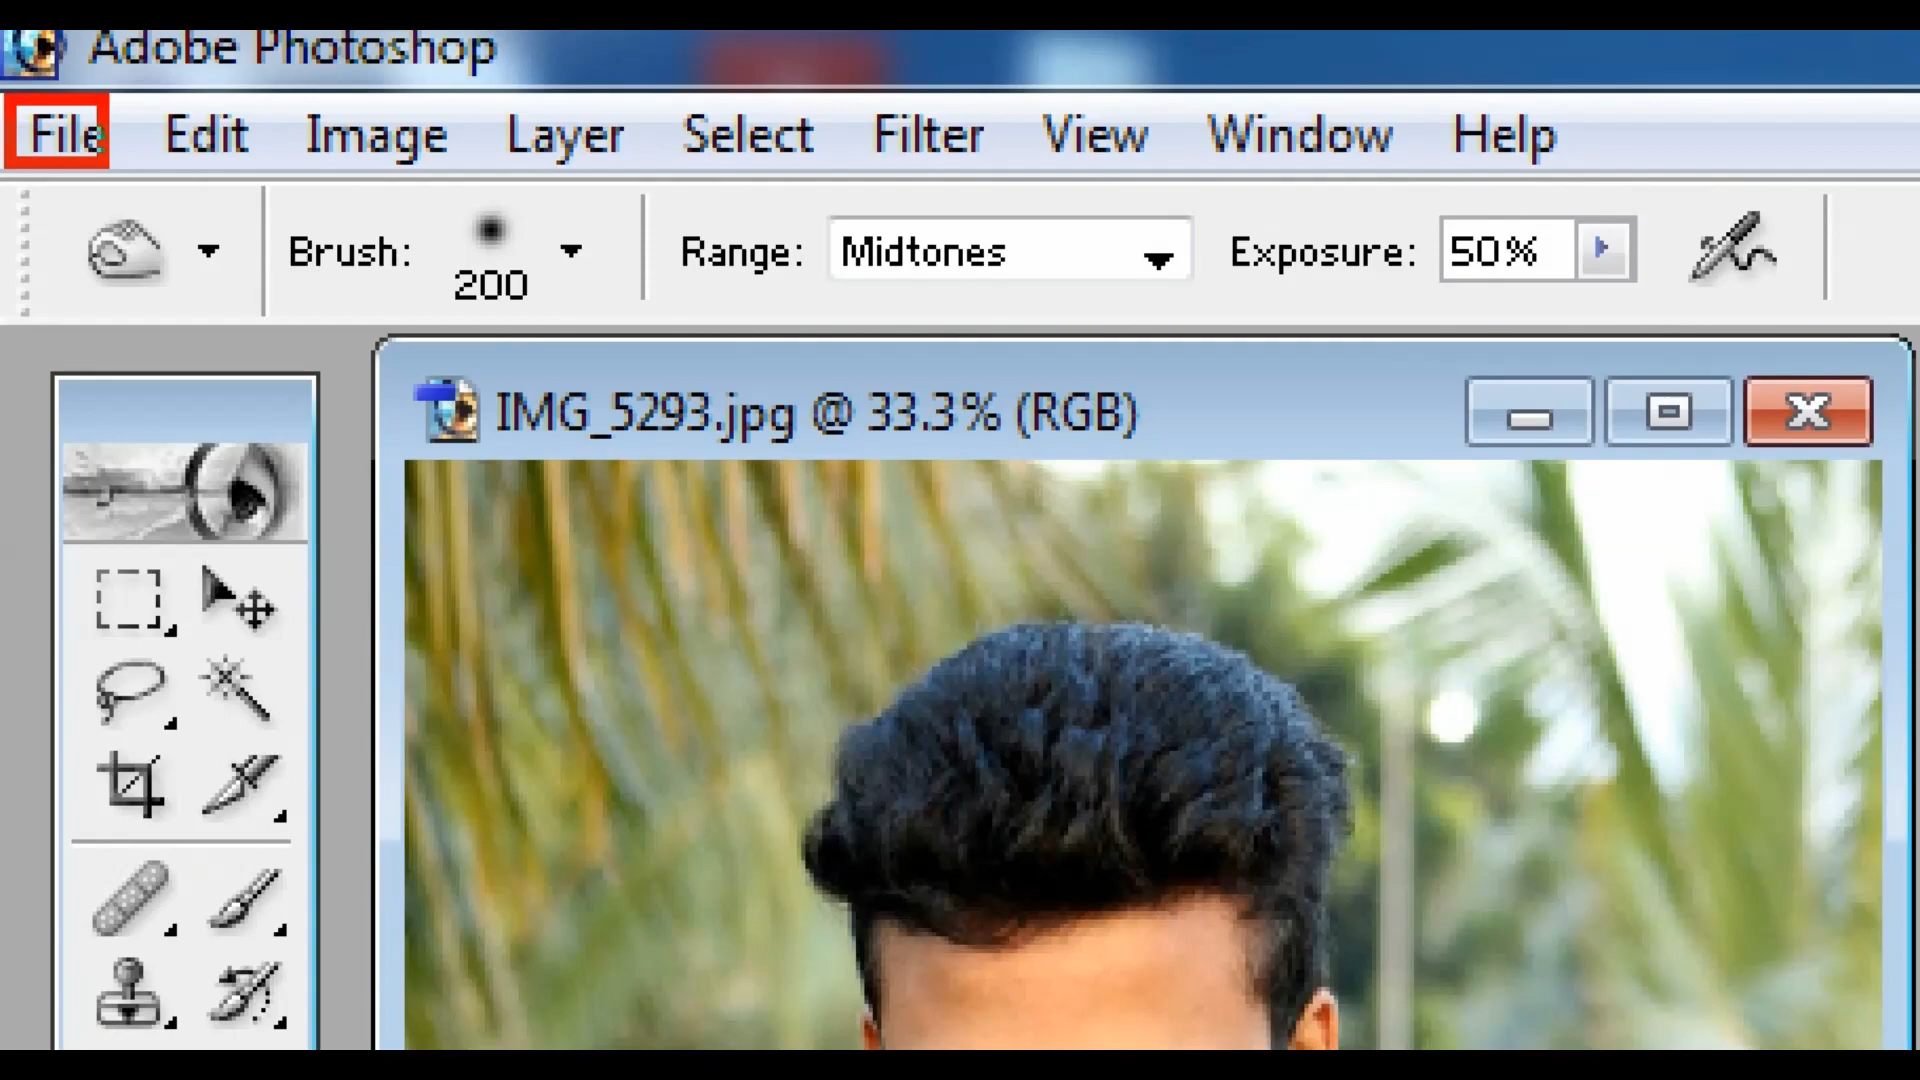 Adobe Photoshop
File Edit Image Layer Select Filter View Window Help
Brush: 200 Range: Midtones Exposure: 50%
IMG_5293.jpg @ 33.3% (RGB)